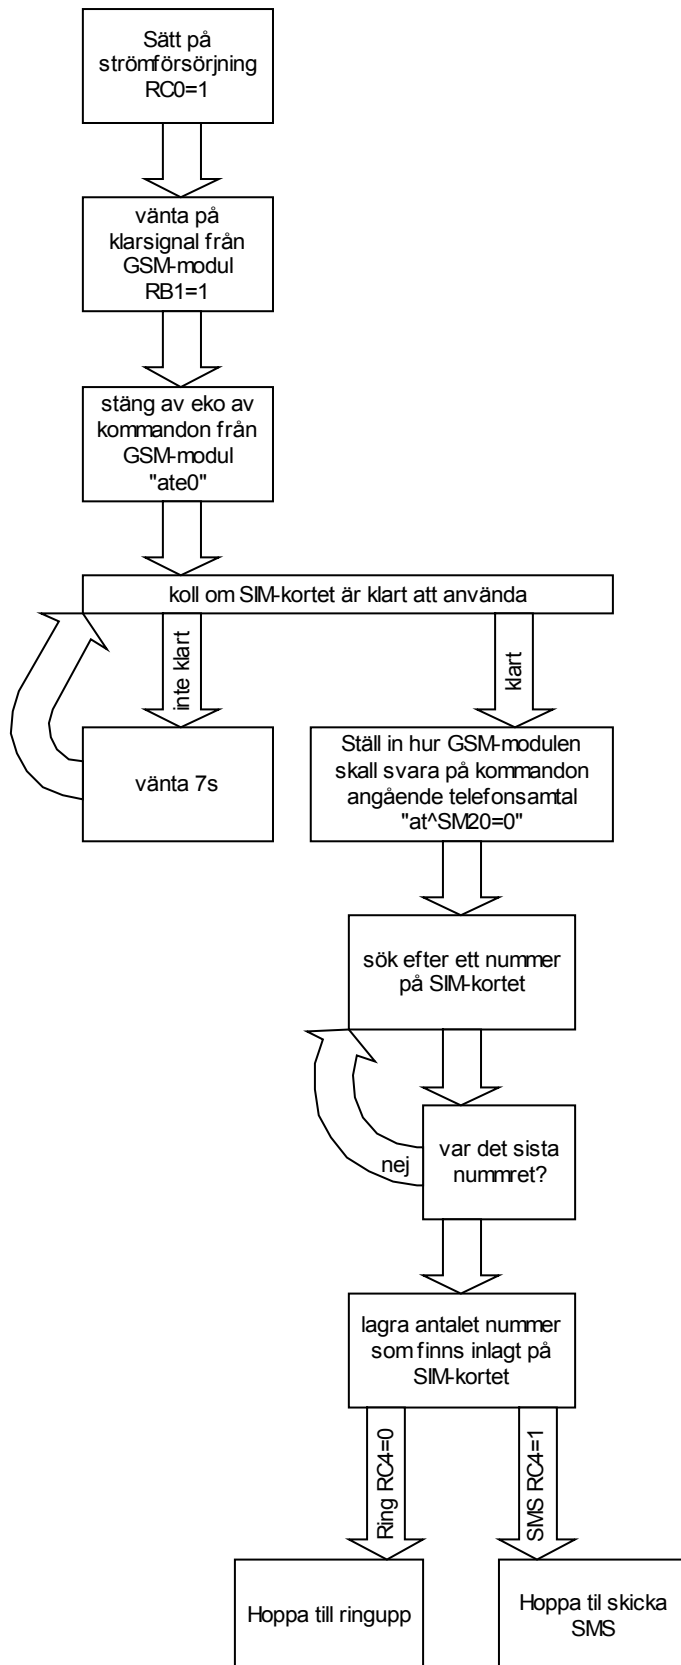 Sätt på
strömförsörjning
RC0=1
vänta på
klarsignal från
GSM-modul
RB1=1
stäng av eko av
kommandon från
GSM-modul
"ate0"
koll om SIM-kortet är klart att använda
inte klart
klart
vänta 7s
Ställ in hur GSM-modulen
skall svara på kommandon
angående telefonsamtal
"at^SM20=0"
sök efter ett nummer
på SIM-kortet
nej
var det sista
nummret?
lagra antalet nummer
som finns inlagt på
SIM-kortet
Ring RC4=0
SMS RC4=1
Hoppa till ringupp
Hoppa til skicka
SMS